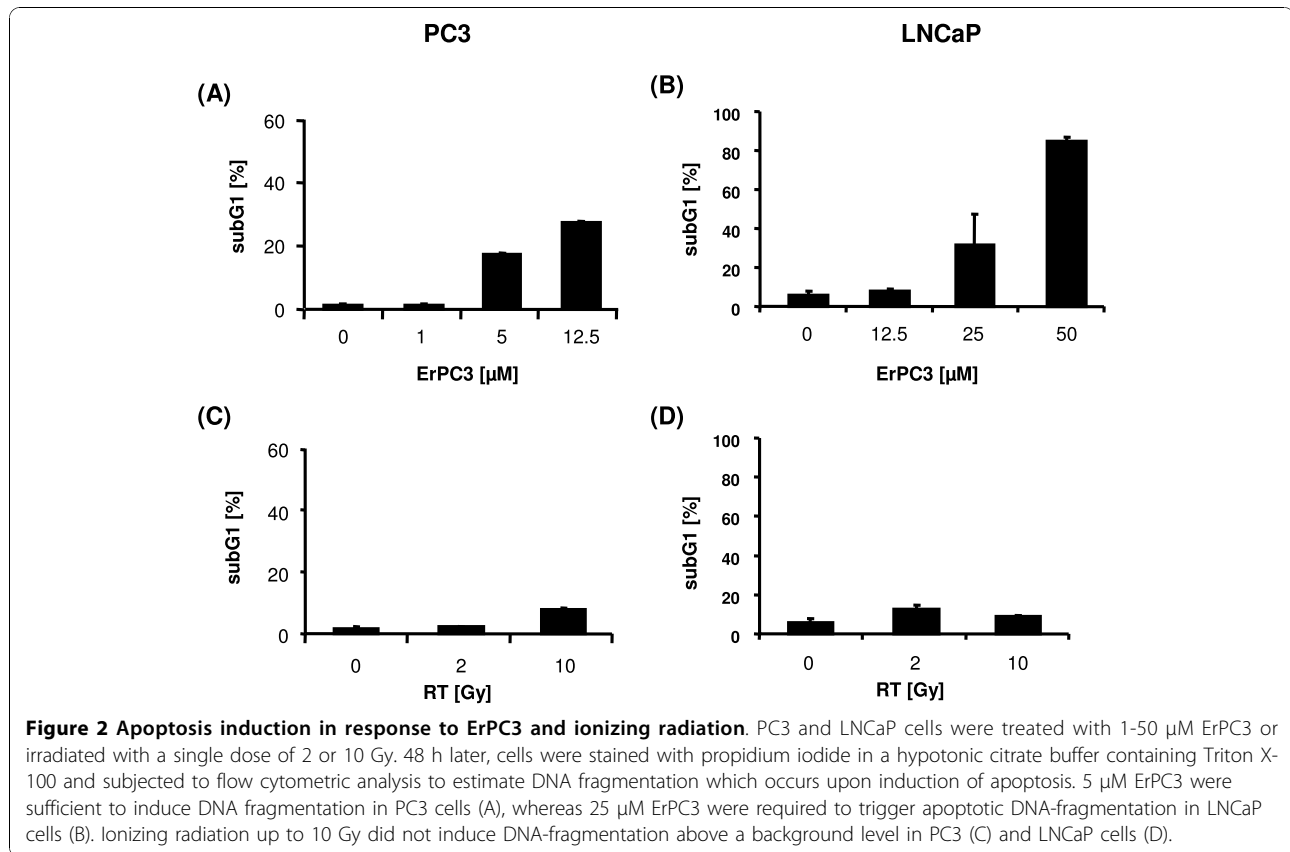 PC3
LNCaP
(A)
60
40
20
0
subG1 [%]
0 1 5 12.5
ErPC3 [µM]
(B)
100
80
60
40
20
0
subG1 [%]
0 12.5 25 50
ErPC3 [µM]
(C)
60
40
20
0
subG1 [%]
0 2 10
RT [Gy]
(D)
100
80
60
40
20
0
subG1 [%]
0 2 10
RT [Gy]
Figure 2 Apoptosis induction in response to ErPC3 and ionizing radiation. PC3 and LNCaP cells were treated with 1-50 µM ErPC3 or
irradiated with a single dose of 2 or 10 Gy. 48 h later, cells were stained with propidium iodide in a hypotonic citrate buffer containing Triton X-
100 and subjected to flow cytometric analysis to estimate DNA fragmentation which occurs upon induction of apoptosis. 5 µM ErPC3 were
sufficient to induce DNA fragmentation in PC3 cells (A), whereas 25 µM ErPC3 were required to trigger apoptotic DNA-fragmentation in LNCaP
cells (B). Ionizing radiation up to 10 Gy did not induce DNA-fragmentation above a background level in PC3 (C) and LNCaP cells (D).